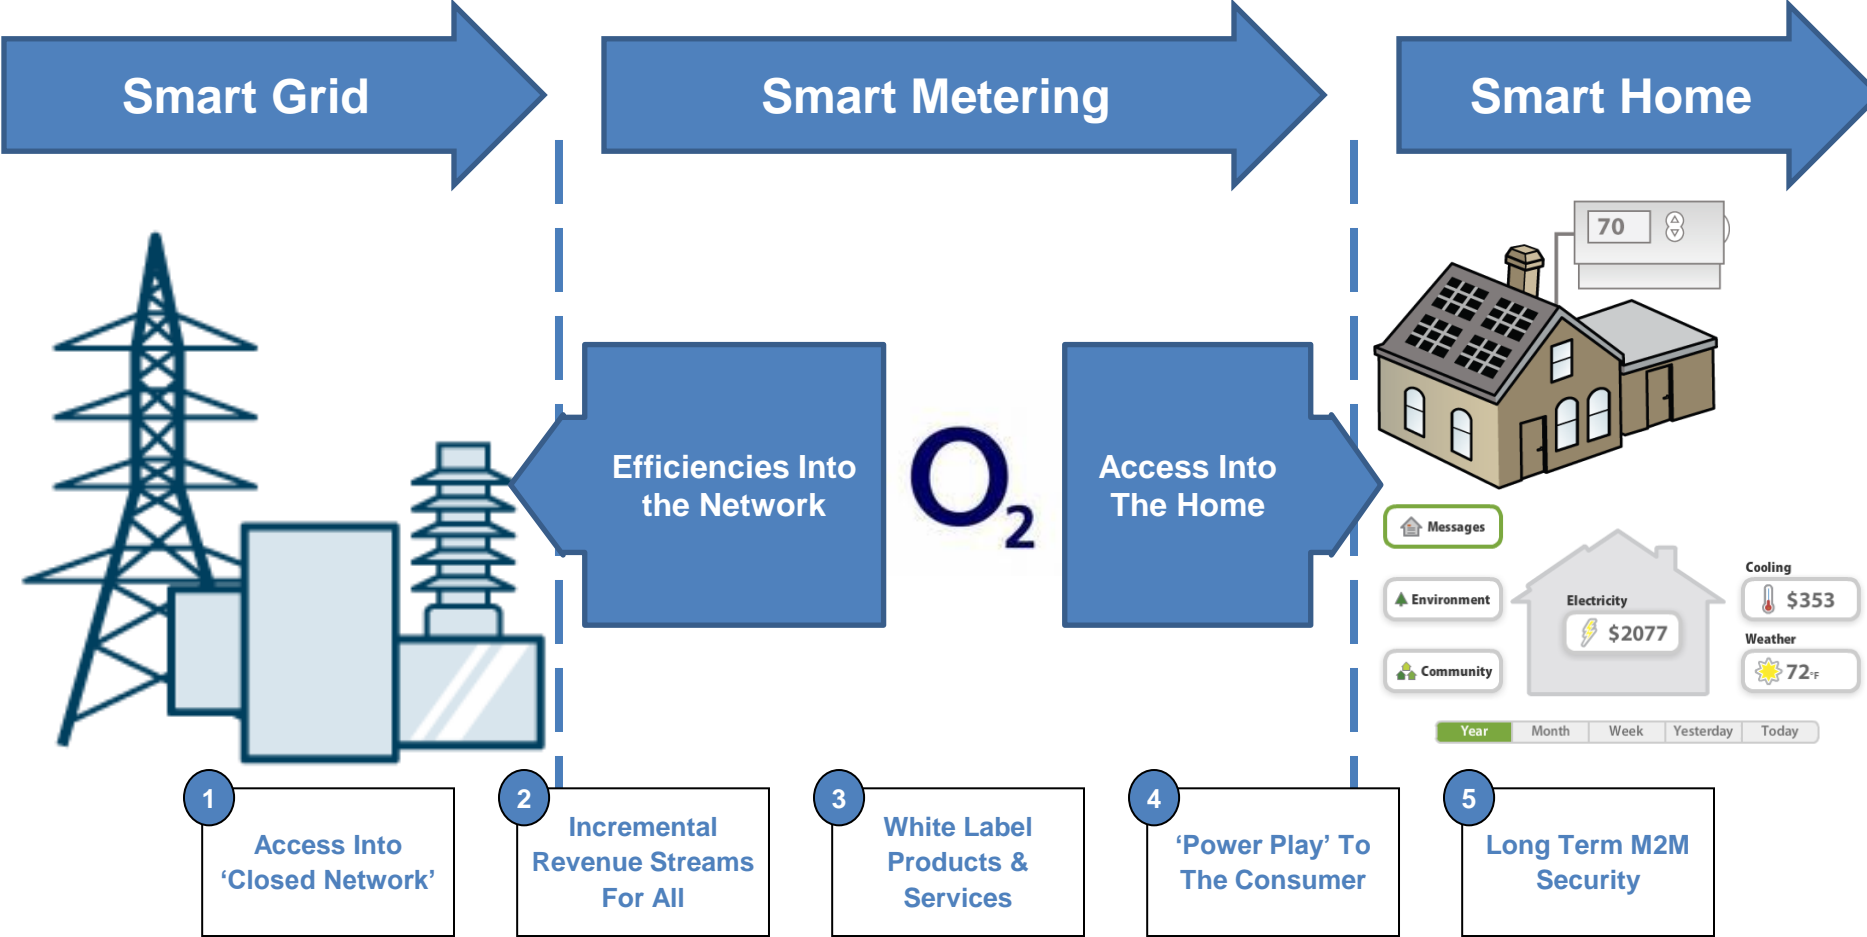 Smart Grid
Smart Metering
Smart Home
70
Efficiencies Into
the Network
O2
Access Into
The Home
Messages
Environment
Community
Electricity
$2077
Cooling
$353
Weather
72°F
Year Month Week Yesterday Today
1
Access Into
‘Closed Network’
2
Incremental
Revenue Streams
For All
3
White Label
Products &
Services
4
‘Power Play’ To
The Consumer
5
Long Term M2M
Security